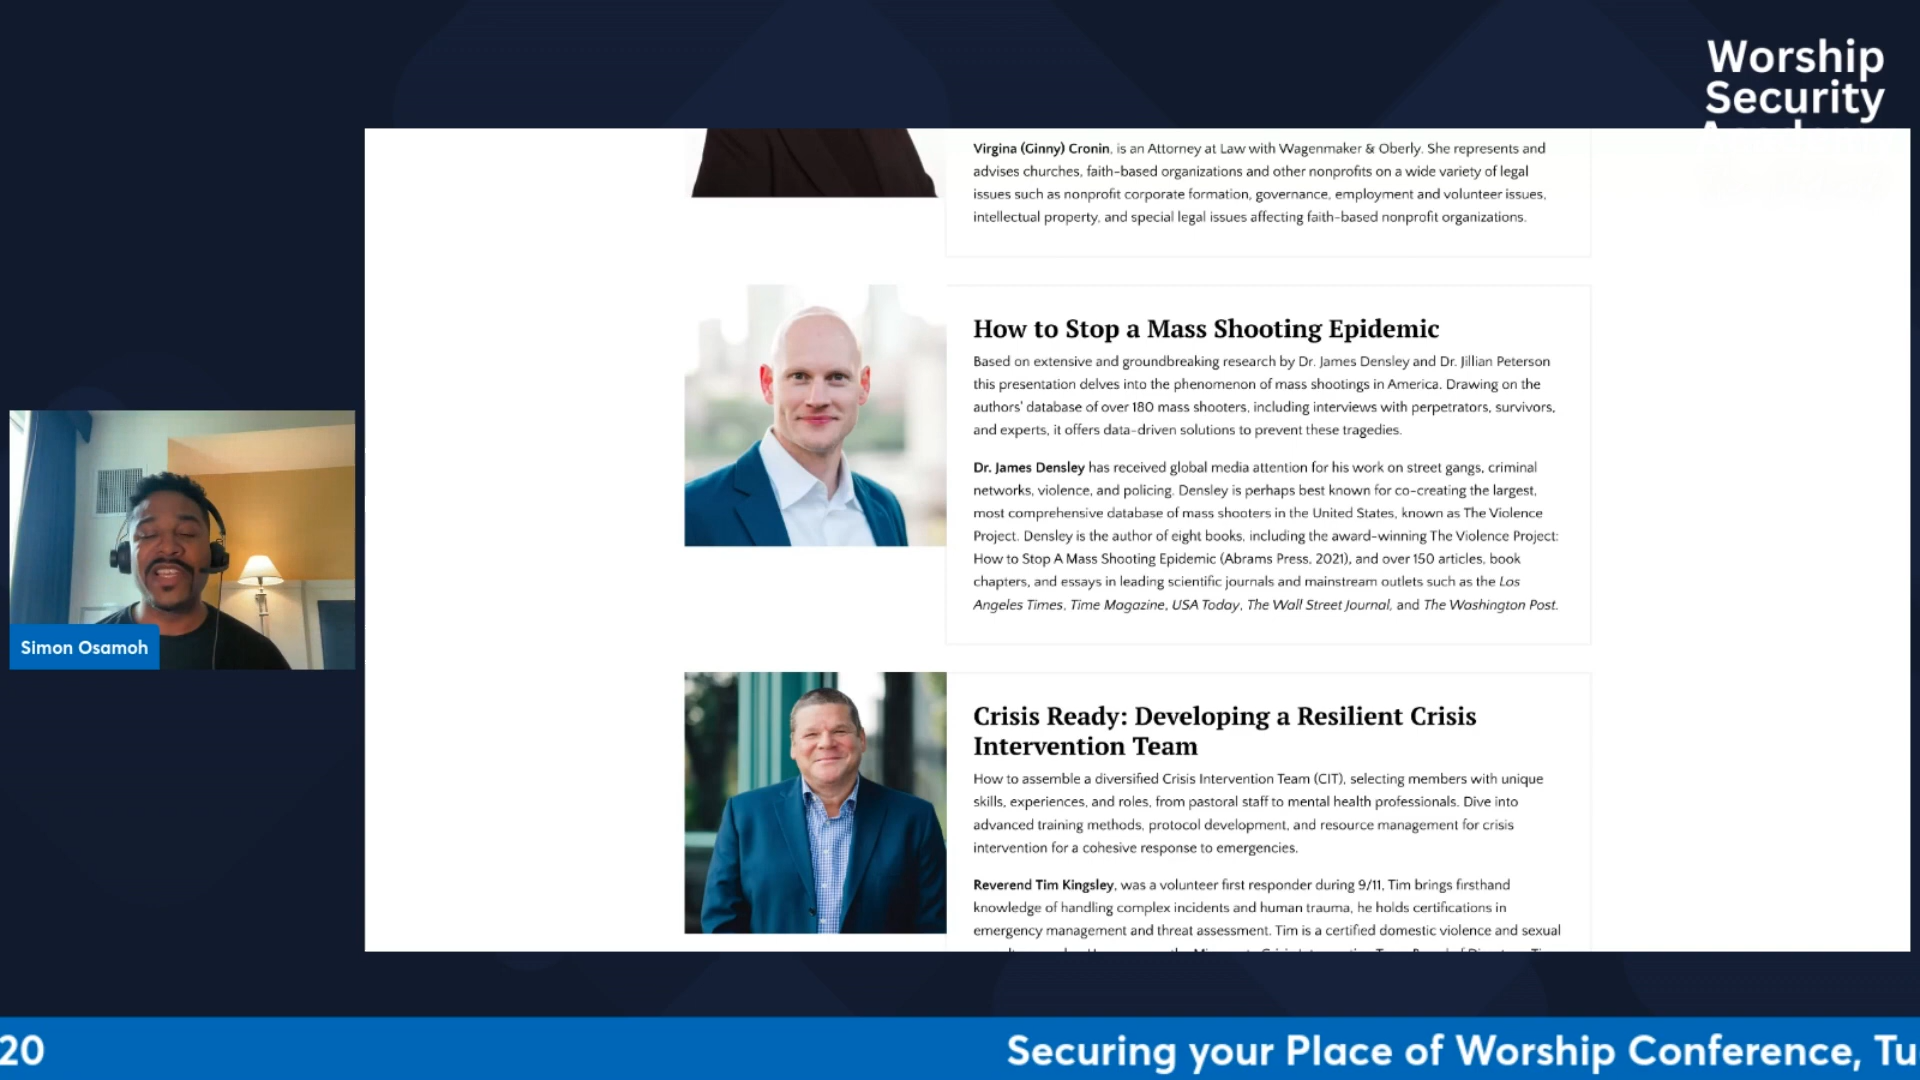 Worship
Security
Virgina (Ginny) Cronin, is an Attorney at Law with Wagenmaker & Oberly. She represents and
advises churches, faith-based organizations and other nonprofits on a wide variety of legal
issues such as nonprofit corporate formation, governance, employment and volunteer issues,
intellectual property, and special legal issues affecting faith-based nonprofit organizations.
How to Stop a Mass Shooting Epidemic
Based on extensive and groundbreaking research by Dr. James Densley and Dr. Jillian Peterson
this presentation delves into the phenomenon of mass shootings in America. Drawing on the
authors' database of over 180 mass shooters, including interviews with perpetrators, survivors,
and experts, it offers data-driven solutions to prevent these tragedies.
Dr. James Densley has received global media attention for his work on street gangs, criminal
networks, violence, and policing. Densley is perhaps best known for co-creating the largest,
most comprehensive database of mass shooters in the United States, known as The Violence
Project. Densley is the author of eight books, including the award-winning The Violence Project:
How to Stop A Mass Shooting Epidemic (Abrams Press, 2021), and over 150 articles, book
chapters, and essays in leading scientific journals and mainstream outlets such as the Los
Angeles Times, Time Magazine, USA Today, The Wall Street Journal, and The Washington Post.
Simon Osamoh
Crisis Ready: Developing a Resilient Crisis
Intervention Team
How to assemble a diversified Crisis Intervention Team (CIT), selecting members with unique
skills, experiences, and roles, from pastoral staff to mental health professionals. Dive into
advanced training methods, protocol development, and resource management for crisis
intervention for a cohesive response to emergencies.
Reverend Tim Kingsley, was a volunteer first responder during 9/11, Tim brings firsthand
knowledge of handling complex incidents and human trauma, he holds certifications in
emergency management and threat assessment. Tim is a certified domestic violence and sexual
20
Securing your Place of Worship Conference, Tu